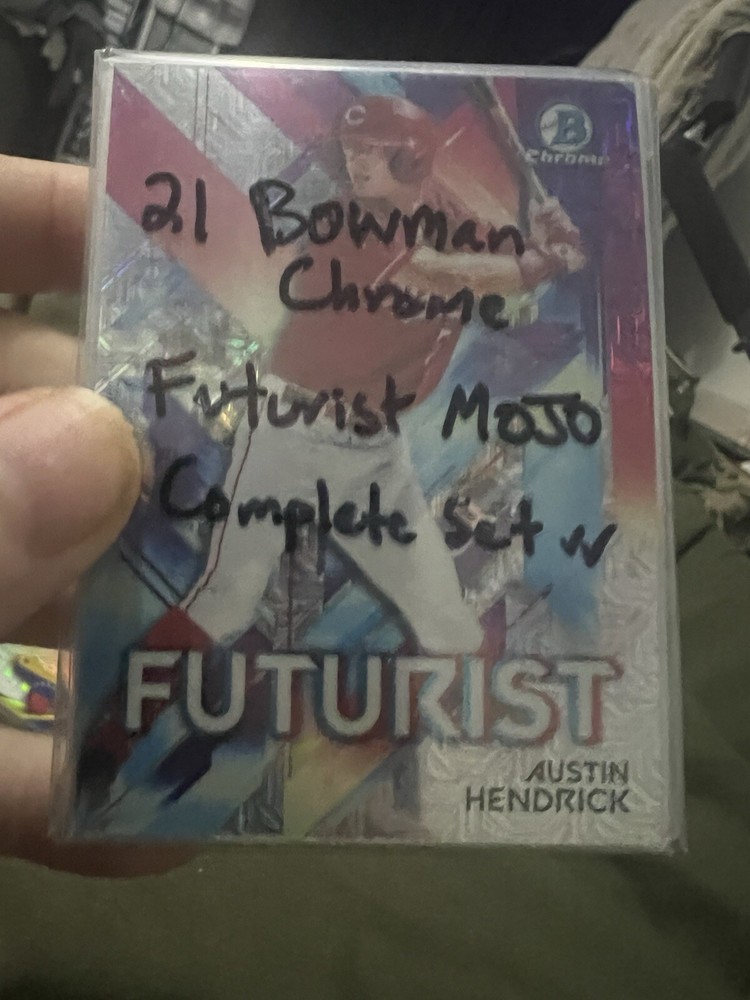 B
Chrome
21 Bowman
Chrome
Futurist MOJO
Complete Set w
FUTURIST
AUSTIN
HENDRICK